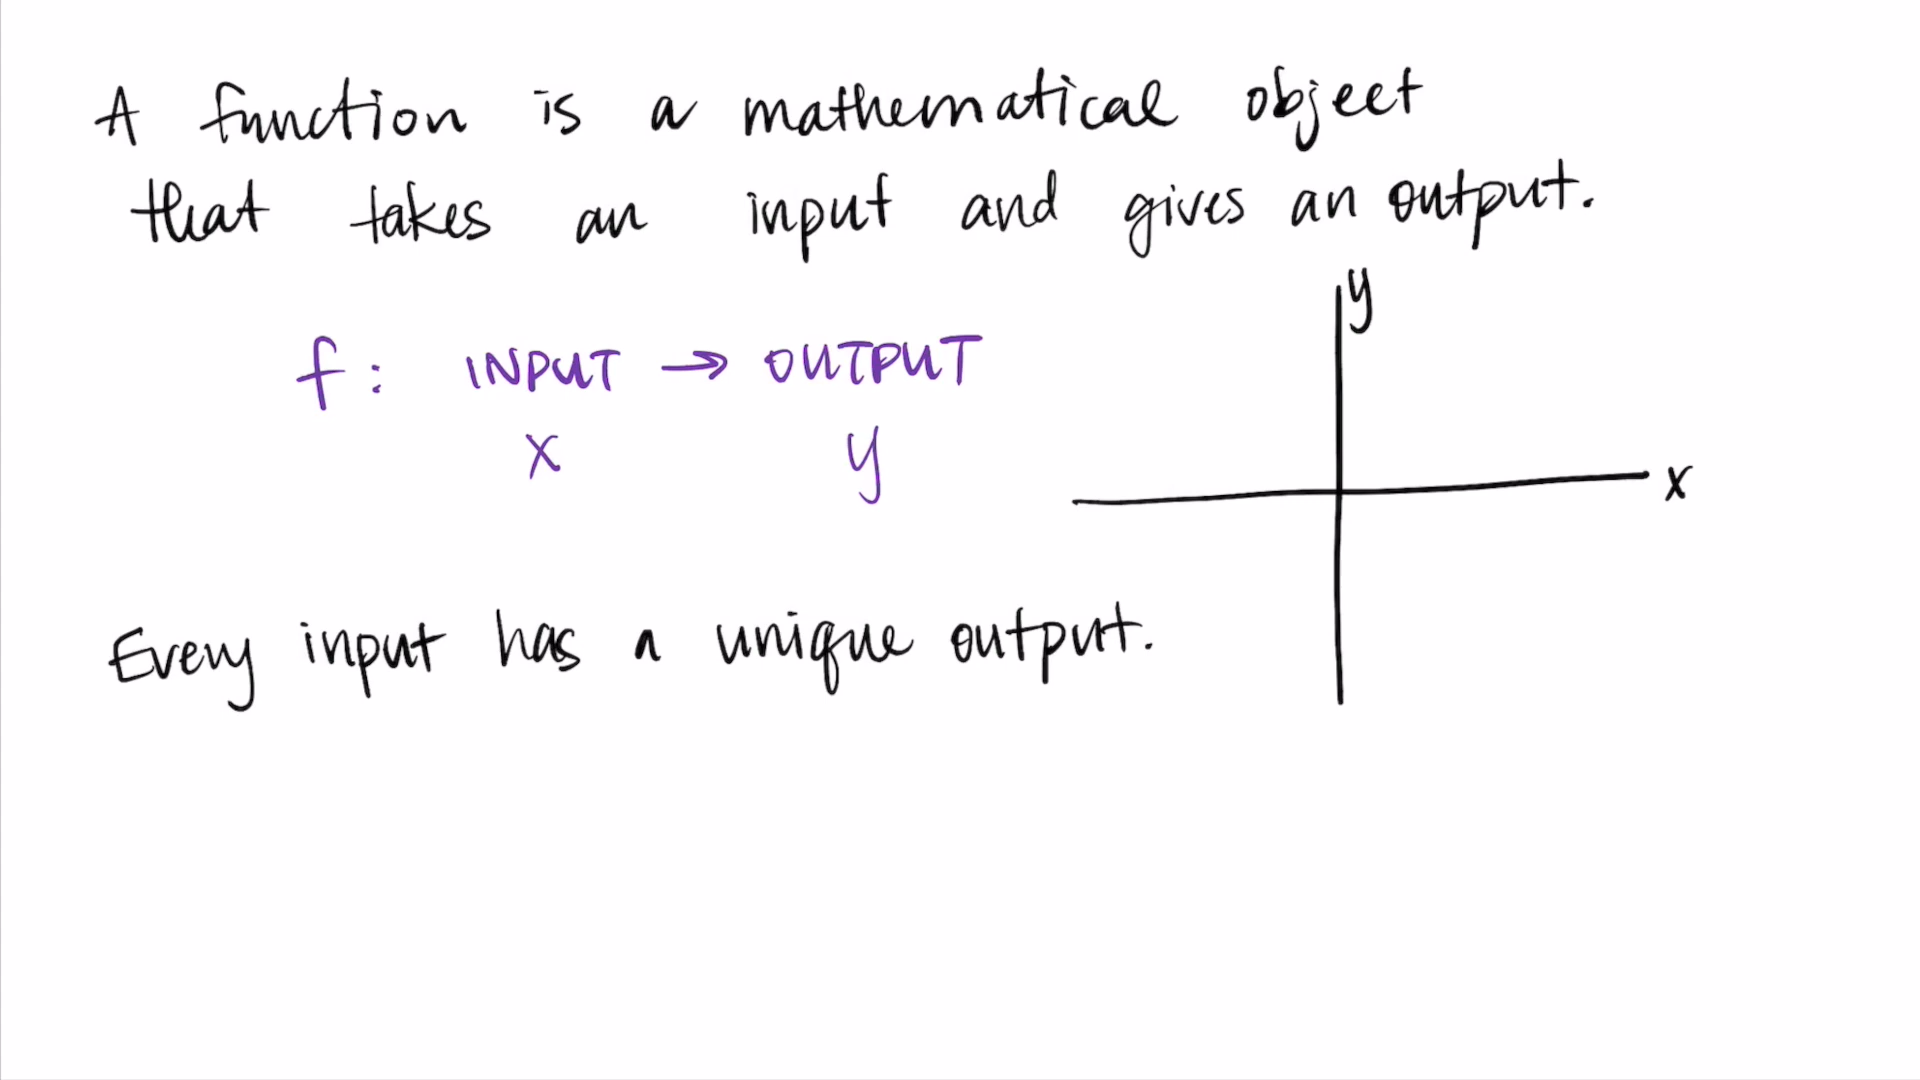 A function is a mathematical object
that takes an input and gives an output.
y
f: INPUT → OUTPUT
x y
x
Every input has a unique output.